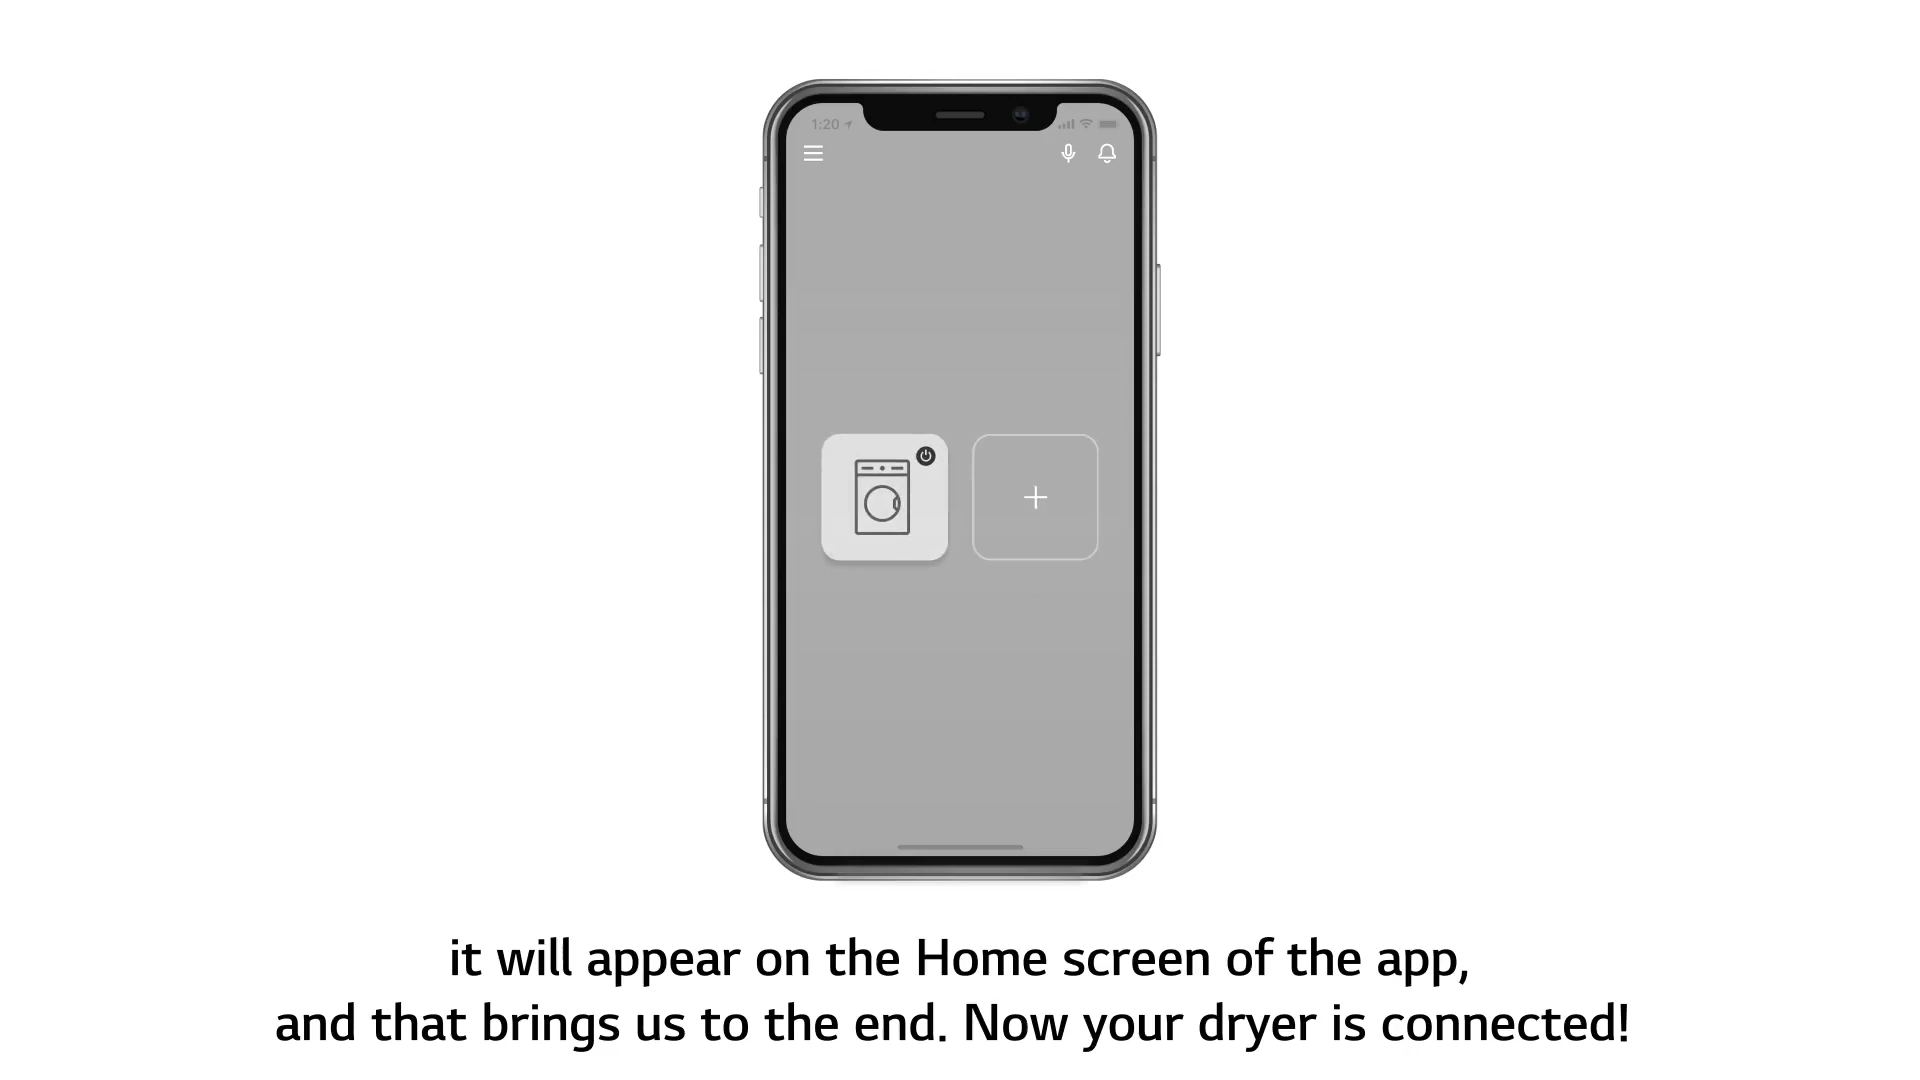 1:20
it will appear on the Home screen of the app,
and that brings us to the end. Now your dryer is connected!